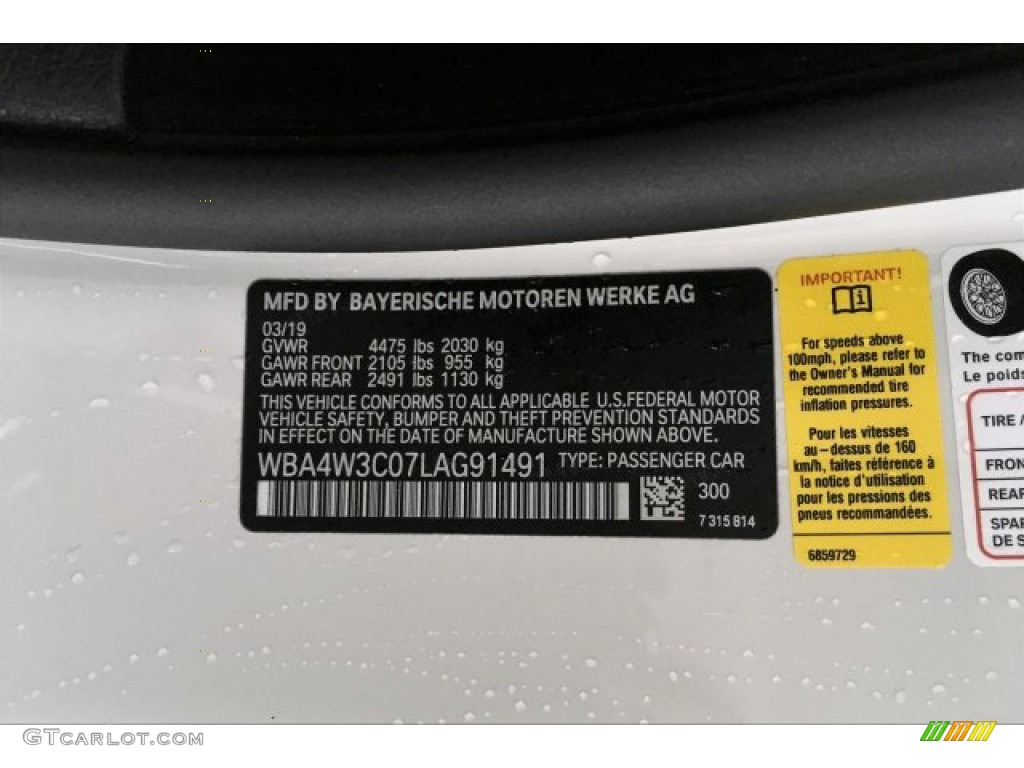 MFD BY BAYERISCHE MOTOREN WERKE AG
03/19
GVWR 4475 lbs 2030 kg
GAWR FRONT 2105 lbs 955 kg
GAWR REAR 2491 lbs 1130 kg
THIS VEHICLE CONFORMS TO ALL APPLICABLE U.S.FEDERAL MOTOR
VEHICLE SAFETY, BUMPER AND THEFT PREVENTION STANDARDS
IN EFFECT ON THE DATE OF MANUFACTURE SHOWN ABOVE.
WBA4W3C07LAG91491 TYPE: PASSENGER CAR
300
7 315 814
IMPORTANT!
For speeds above
100mph, please refer to
the Owner's Manual for
recommended tire
inflation pressures.
Pour les vitesses
au-dessus de 160
km/h, faites référence à
la notice d'utilisation
pour les pressions des
pneus recommandées.
6859729
The com
Le poids
TIRE /
FRON
REAR
SPAR
DE S
GTcarlot.com